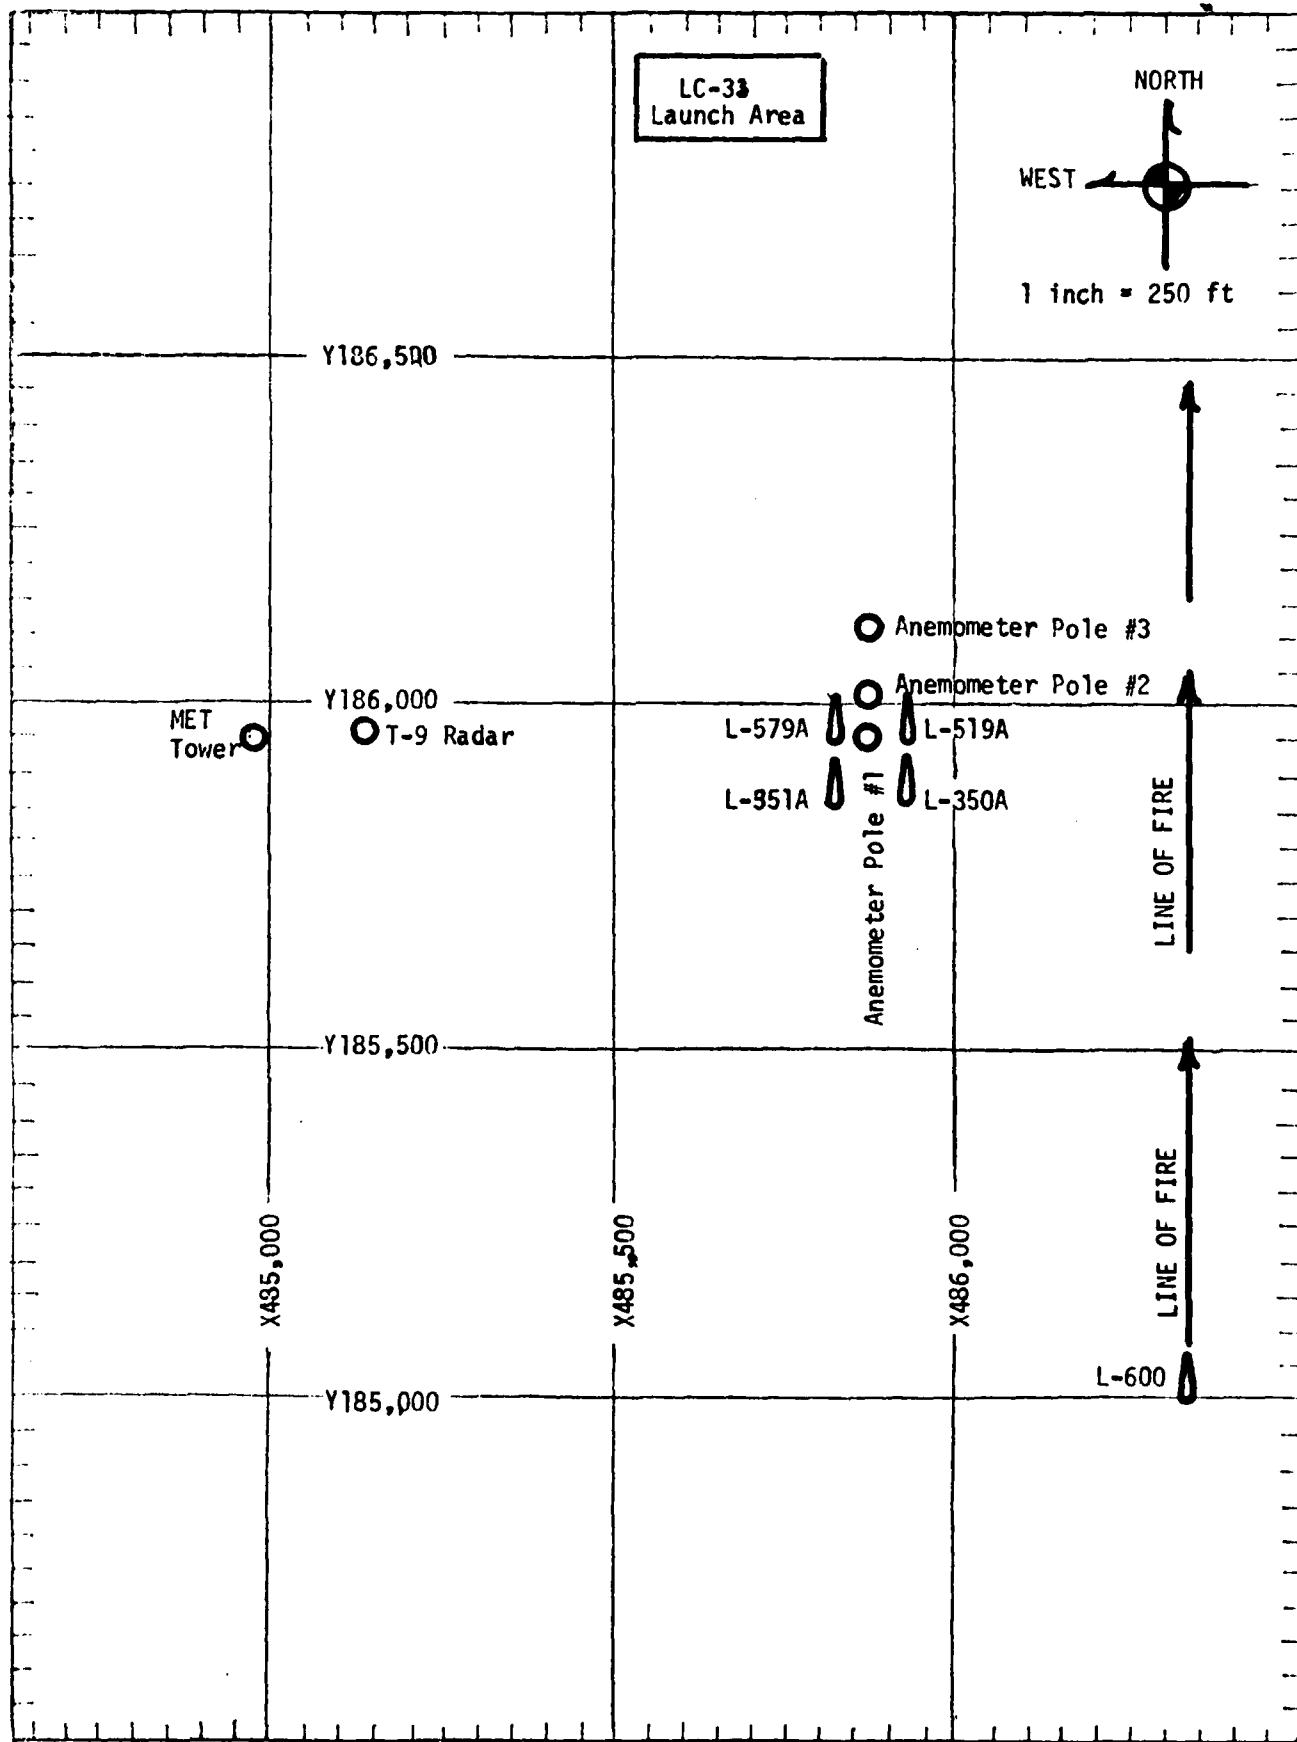 LC-33
Launch Area
NORTH
WEST
1 inch = 250 ft
Y186,500
Anemometer Pole #3
Y186,000
Anemometer Pole #2
MET
Tower
T-9 Radar
L-579A
L-519A
L-351A
L-350A
Anemometer Pole #1
LINE OF FIRE
Y185,500
LINE OF FIRE
X485,000
X485,500
X486,000
L-600
Y185,000